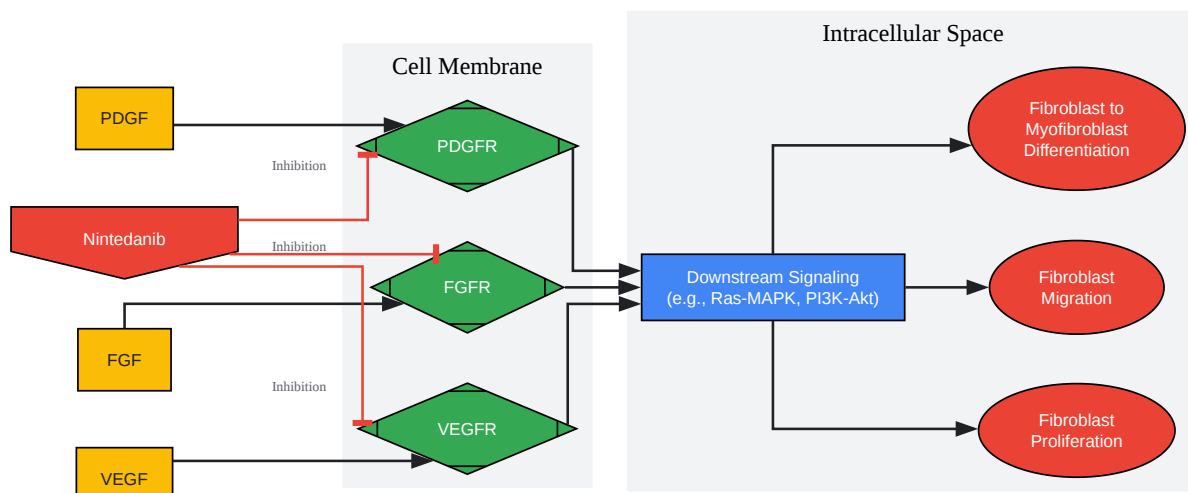 Intracellular Space
Cell Membrane
PDGF
PDGFR
Fibroblast to
Myofibroblast
Differentiation
Inhibition
Nintedanib
Inhibition
FGFR
Downstream Signaling
(e.g., Ras-MAPK, PI3K-Akt)
Fibroblast
Migration
FGF
Inhibition
VEGFR
Fibroblast
Proliferation
VEGF